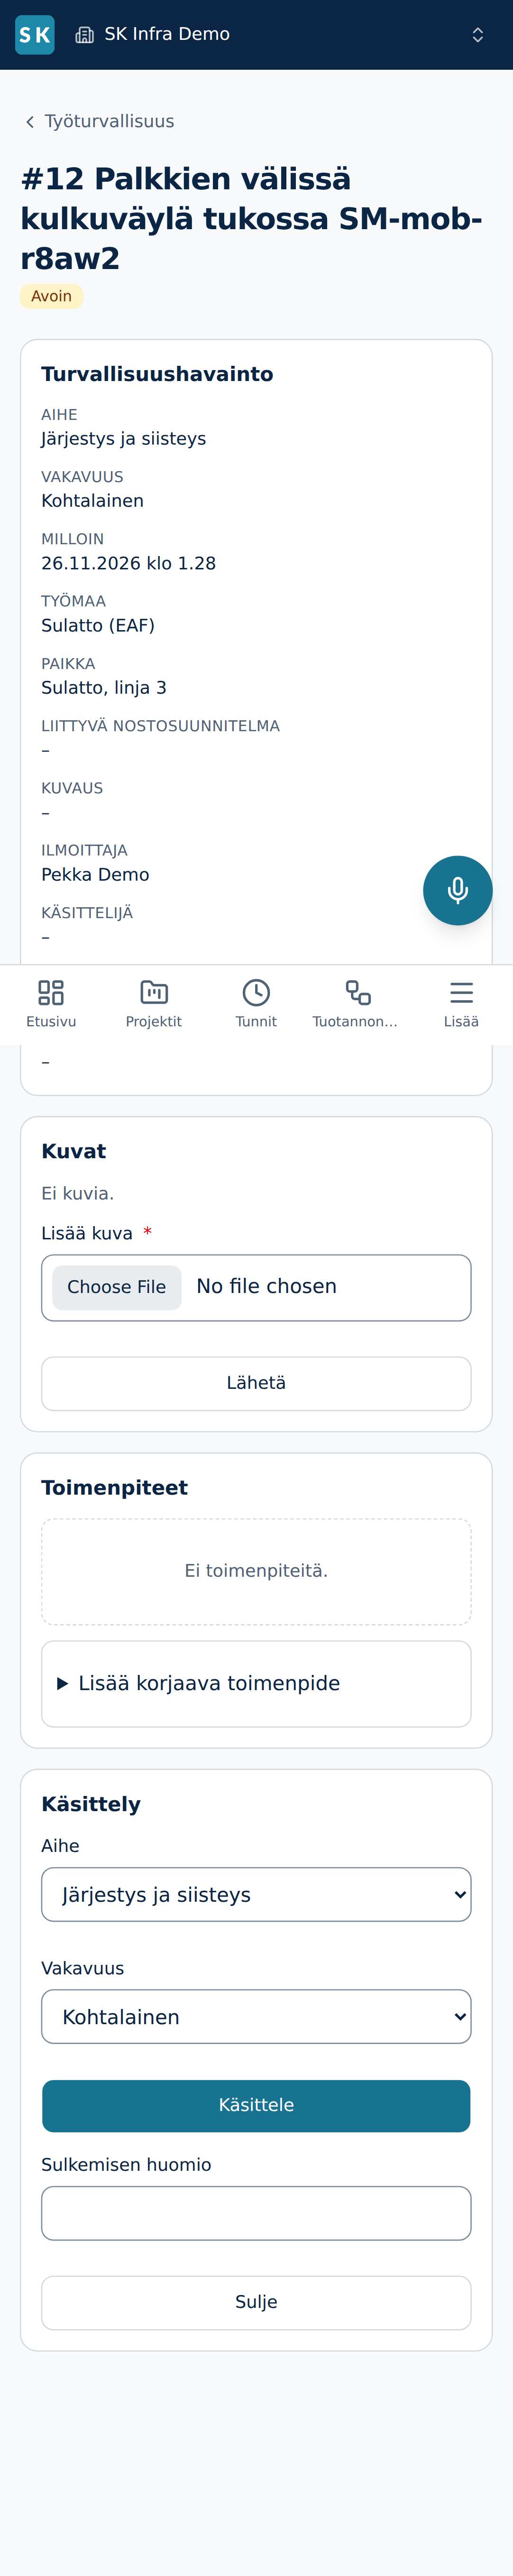 SK SK Infra Demo
Työturvallisuus
#12 Palkkien välissä
kulkuväylä tukossa SM-mob-
r8aw2
Avoin
Turvallisuushavainto
AIHE
Järjestys ja siisteys
VAKAVUUS
Kohtalainen
MILLOIN
26.11.2026 klo 1.28
TYÖMAA
Sulatto (EAF)
PAIKKA
Sulatto, linja 3
LIITTYVÄ NOSTOSUUNNITELMA
–
KUVAUS
–
ILMOITTAJA
Pekka Demo
KÄSITTELIJÄ
–
Etusivu Projektit Tunnit Tuotannon... Lisää
–
Kuvat
Ei kuvia.
Lisää kuva *
Choose File No file chosen
Lähetä
Toimenpiteet
Ei toimenpiteitä.
Lisää korjaava toimenpide
Käsittely
Aihe
Järjestys ja siisteys
Vakavuus
Kohtalainen
Käsittele
Sulkemisen huomio
Sulje